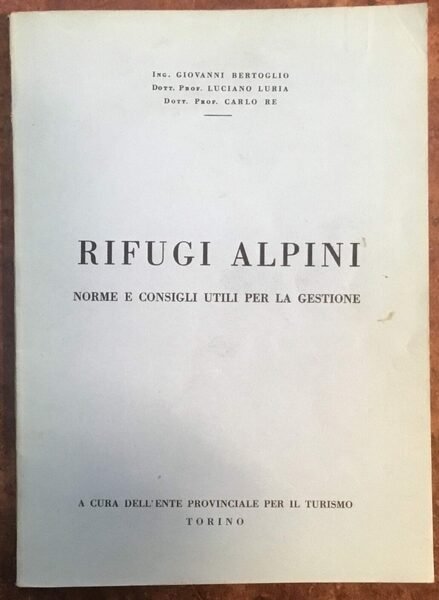 Ing. GIOVANNI BERTOGLIO
Dott. Prof. LUCIANO LURIA
Dott. Prof. CARLO RE
RIFUGI ALPINI
NORME E CONSIGLI UTILI PER LA GESTIONE
A CURA DELL'ENTE PROVINCIALE PER IL TURISMO
TORINO